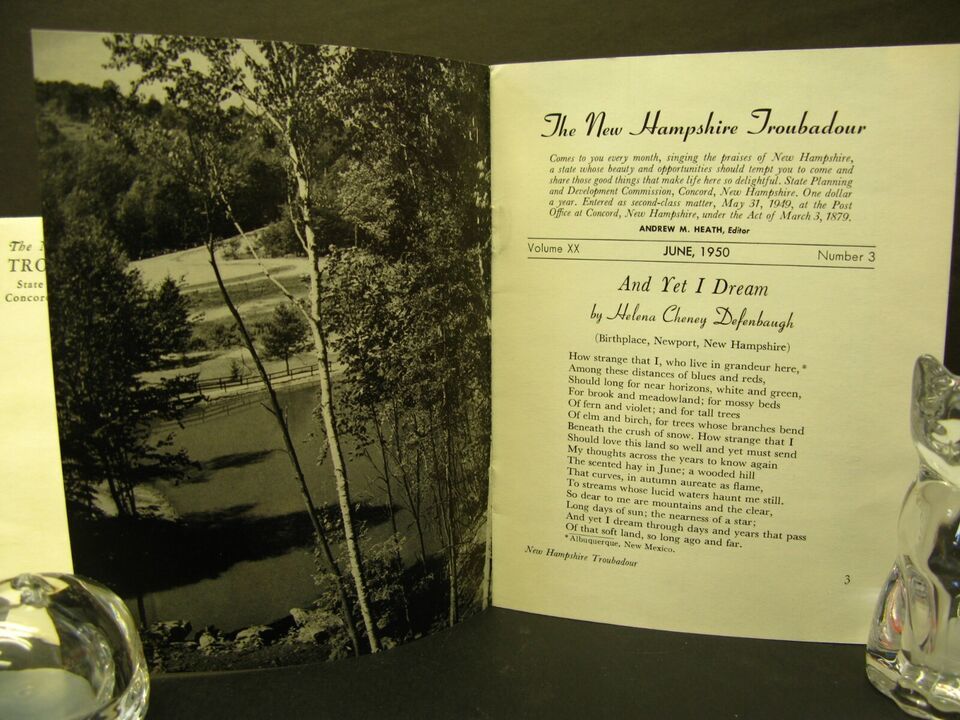 The
TRO
State
Concor
The New Hampshire Troubadour
Comes to you every month, singing the praises of New Hampshire,
a state whose beauty and opportunities should tempt you to come and
share those good things that make life here so delightful. State Planning
and Development Commission, Concord, New Hampshire. One dollar
a year. Entered as second-class matter, May 31, 1949, at the Post
Office at Concord, New Hampshire, under the Act of March 3, 1879.
ANDREW M. HEATH, Editor
Volume XX JUNE, 1950 Number 3
And Yet I Dream
by Helena Cheney Defenbaugh
(Birthplace, Newport, New Hampshire)
How strange that I, who live in grandeur here,*
Among these distances of blues and reds,
Should long for near horizons, white and green,
For brook and meadowland; for mossy beds
Of fern and violet; and for tall trees
Of elm and birch, for trees whose branches bend
Beneath the crush of snow. How strange that I
Should love this land so well and yet must send
My thoughts across the years to know again
The scented hay in June; a wooded hill
That curves, in autumn aureate as flame,
To streams whose lucid waters haunt me still.
So dear to me are mountains and the clear,
Long days of sun; the nearness of a star;
And yet I dream through days and years that pass
Of that soft land, so long ago and far.
*Albuquerque, New Mexico.
New Hampshire Troubadour
3